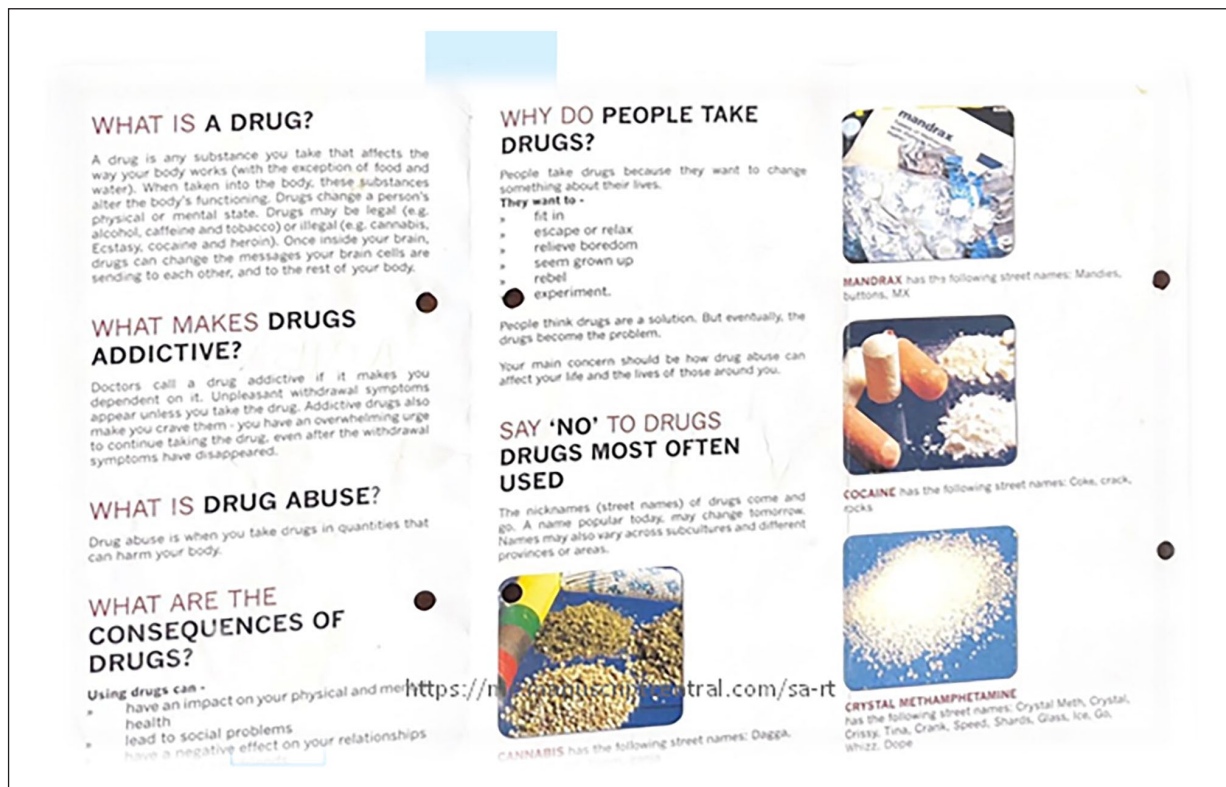 WHAT IS A DRUG?
A drug is any substance you take that affects the
way your body works (with the exception of food and
water). When taken into the body, these substances
alter the body's functioning. Drugs change a person's
physical or mental state. Drugs may be legal (e.g.
alcohol, caffeine and tobacco) or illegal (e.g. cannabis,
Ecstasy, cocaine and heroin). Once inside your brain,
drugs can change the messages your brain cells are
sending to each other, and to the rest of your body.
WHAT MAKES DRUGS
ADDICTIVE?
Doctors call a drug addictive if it makes you
dependent on it. Unpleasant withdrawal symptoms
appear unless you take the drug. Addictive drugs also
make you crave them - you have an overwhelming urge
to continue taking the drug, even after the withdrawal
symptoms have disappeared.
WHAT IS DRUG ABUSE?
Drug abuse is when you take drugs in quantities that
can harm your body.
WHAT ARE THE
CONSEQUENCES OF
DRUGS?
Using drugs can -
» have an impact on your physical and
health
» lead to social problems
» have a negative effect on your relationships
WHY DO PEOPLE TAKE
DRUGS?
People take drugs because they want to change
something about their lives.
They want to -
» fit in
» escape or relax
» relieve boredom
» seem grown up
» rebel
experiment.
People think drugs are a solution. But eventually, the
drugs become the problem.
Your main concern should be how drug abuse can
affect your life and the lives of those around you.
SAY 'NO' TO DRUGS
DRUGS MOST OFTEN
USED
The nicknames (street names) of drugs come and
go. A name popular today, may change tomorrow.
Names may also vary across subcultures and different
provinces or areas.
CANNABIS has the following street names: Dagga,
mandrax
MANDRAX has the following street names: Mandies,
buttons, MX
COCAINE has the following street names: Coke, crack,
rocks
CRYSTAL METHAMPHETAMINE
has the following street names: Crystal Meth, Crystal,
Crissy, Tina, Crank, Speed, Shards, Glass, Ice, Go,
Whizz, Dope